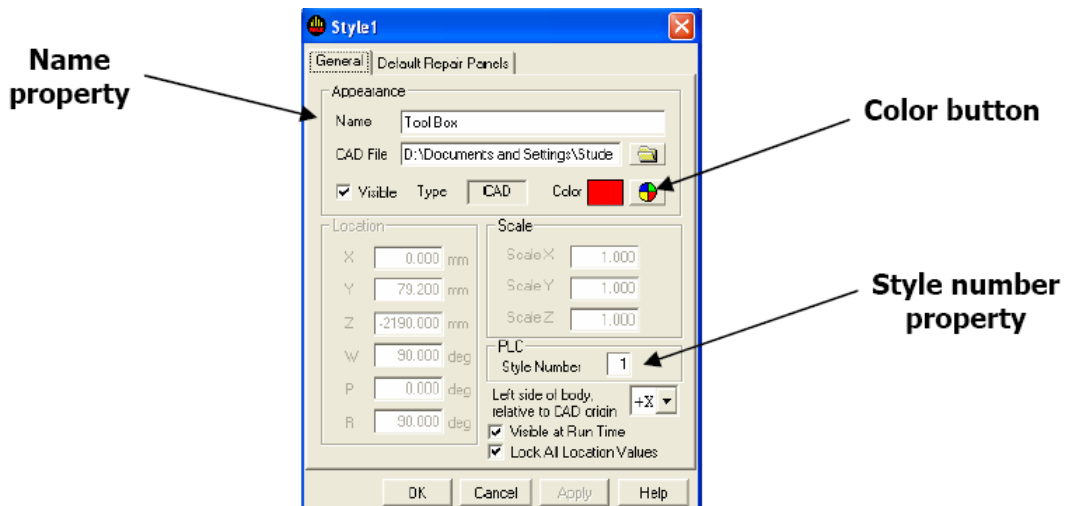 Style1
General Default Repair Panels
Name property
Appearance
Name ToolBox
CAD File D:\Documents and Settings\Stude
Visible Type CAD Color
Color button
Location
X 0.000 mm
Y 79.200 mm
Z -2190.000 mm
W 90.000 deg
P 0.000 deg
R 90.000 deg
Scale
Scale X 1.000
Scale Y 1.000
Scale Z 1.000
PLC
Style Number 1
Style number property
Left side of body,
relative to CAD origin +X
Visible at Run Time
Lock All Location Values
OK Cancel Apply Help